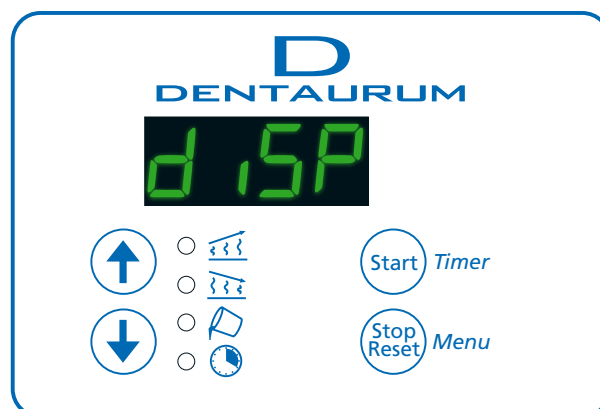 D
DENTAURUM
diSP
Start Timer
Stop
Reset Menu